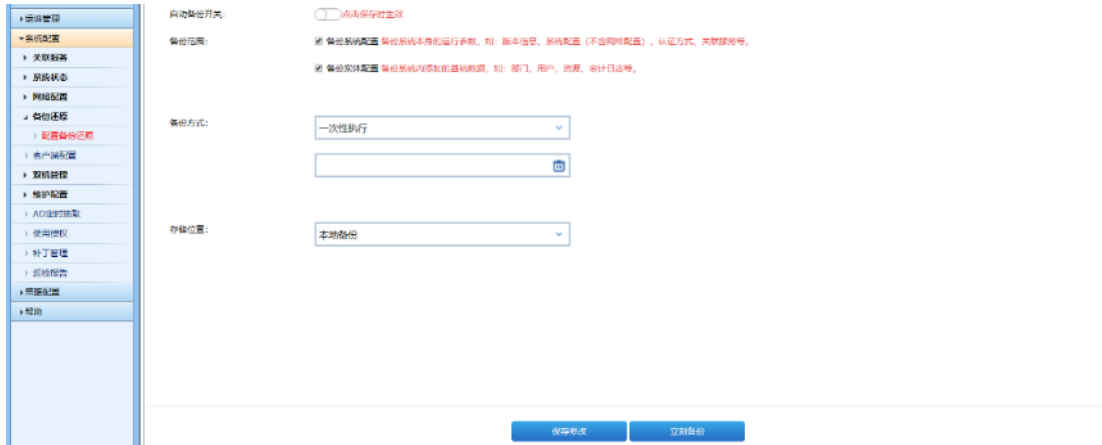 运维管理
系统配置
关联服务
系统状态
网络配置
备份还原
配置备份还原
客户端配置
双机管理
维护配置
AD定时抽取
使用授权
补丁管理
巡检报告
策略配置
帮助
自动备份开关: 点击保存时生效
备份范围: 备份系统配置 备份系统本身的运行参数，如：版本信息、系统配置（不含网络配置）、认证方式、关联服务等。
备份实体配置 备份系统内添加的基础数据，如：部门、用户、资源、审计日志等。
备份方式: 一次性执行
存储位置: 本地备份
保存修改 立刻备份